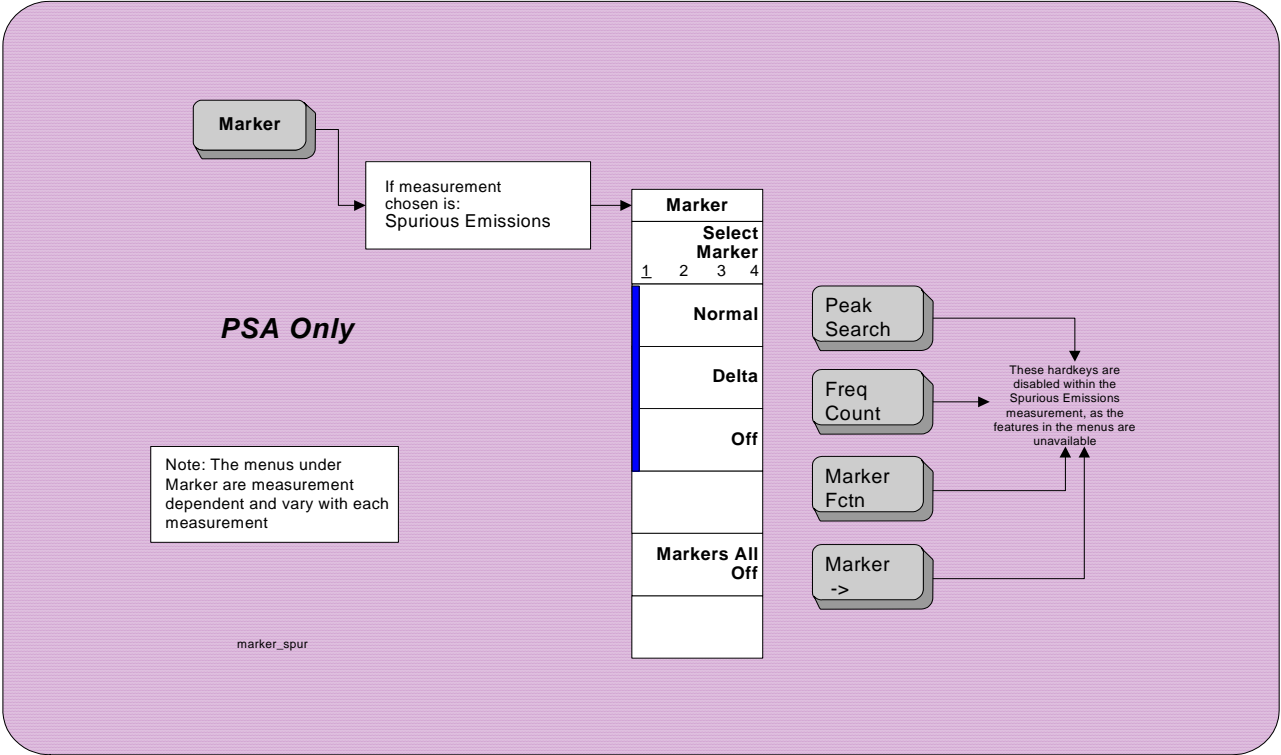 Marker
If measurement
chosen is:
Spurious Emissions
Marker
Select
Marker
1 2 3 4
Normal
Delta
Off
Markers All
Off
PSA Only
Note: The menus under
Marker are measurement
dependent and vary with each
measurement
marker_spur
Peak
Search
Freq
Count
Marker
Fctn
Marker
->
These hardkeys are
disabled within the
Spurious Emissions
measurement, as the
features in the menus are
unavailable